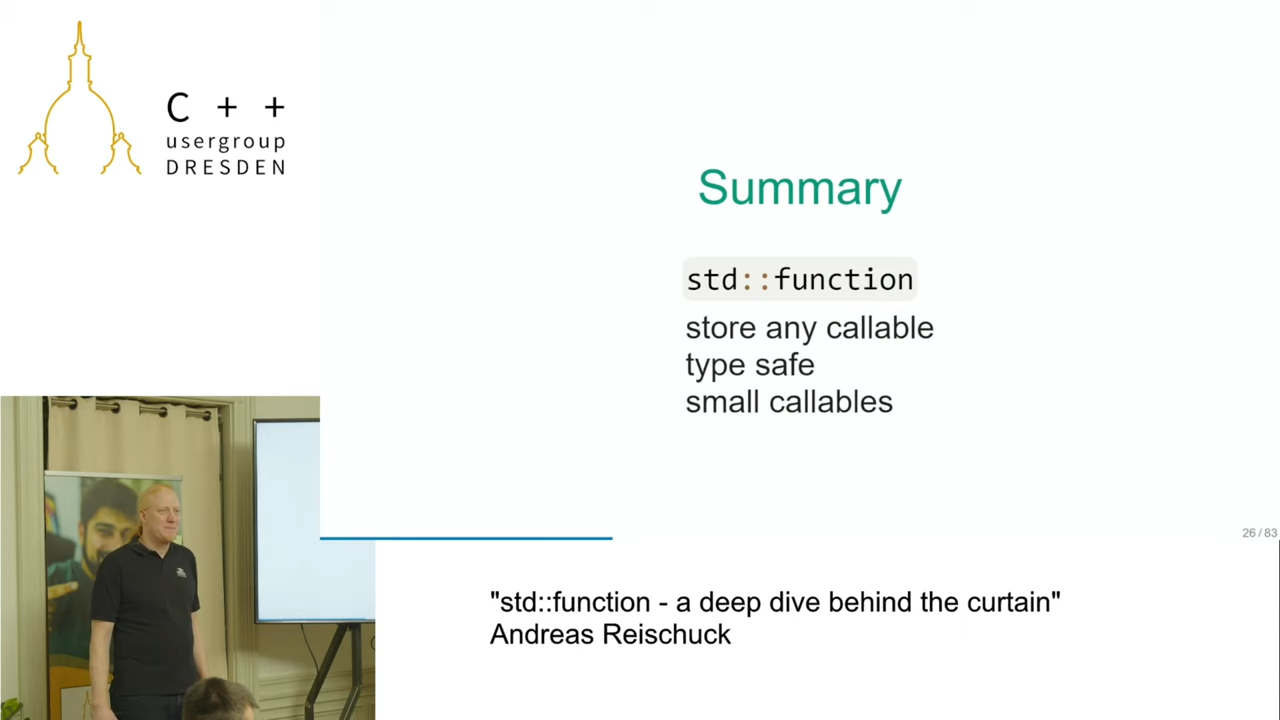 C + +
usergroup
DRESDEN
Summary
std::function
store any callable
type safe
small callables
26 / 83
"std::function - a deep dive behind the curtain"
Andreas Reischuck